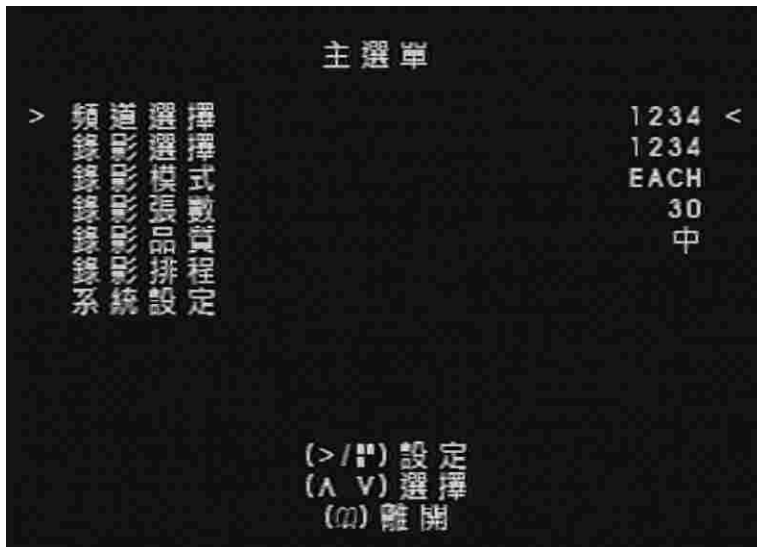 主選單
> 頻道選擇 1234 <
錄影選擇 1234
錄影模式 EACH
錄影張數 30
錄影品質 中
錄影排程
系統設定
(>/▪") 設定
(∧ ∨) 選擇
(m) 離開